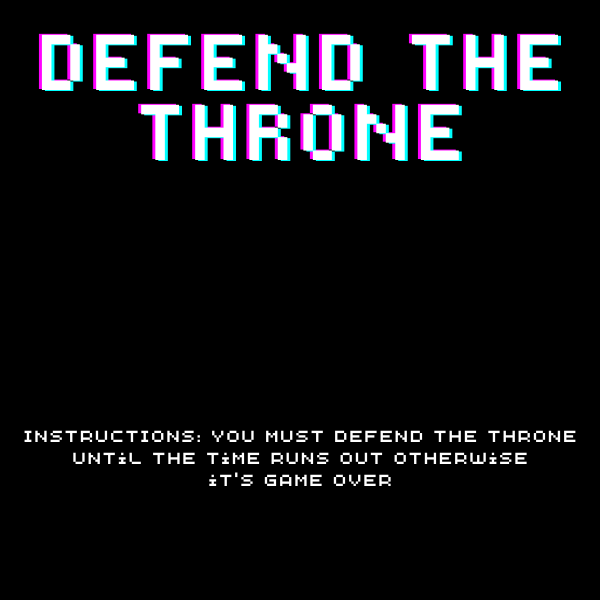 DEFEND THE
THRONE
INSTRUCTIONS: YOU MUST DEFEND THE THRONE
UNTiL THE TiME RUNS OUT OTHERWiSE
iT'S GAME OVER